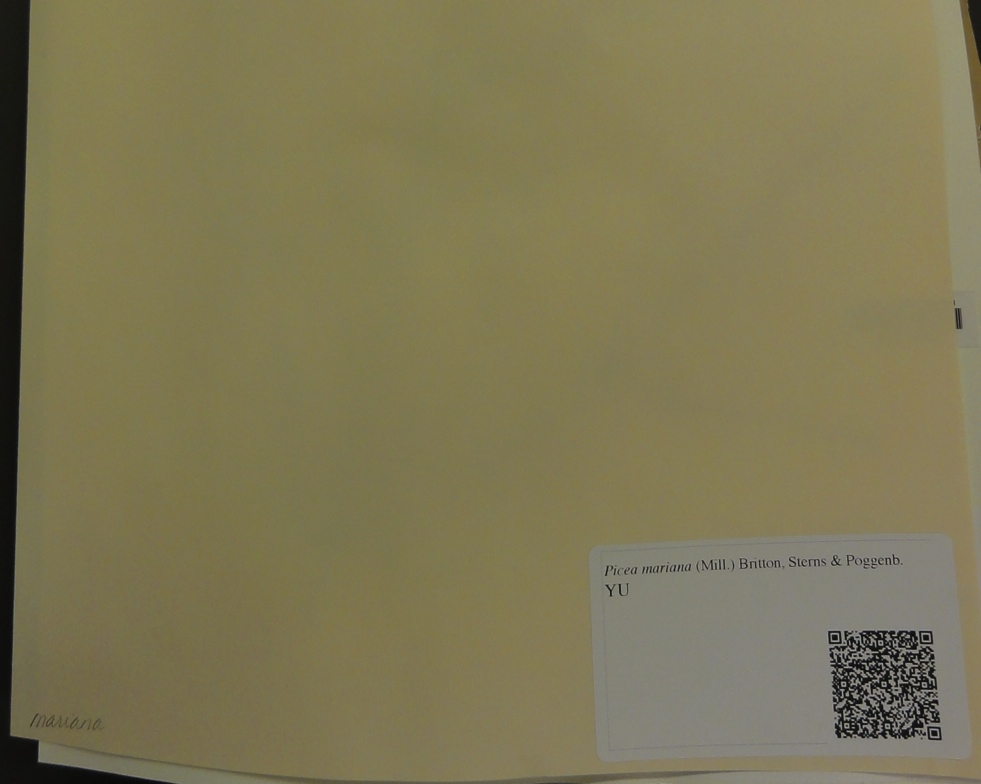 Picea mariana (Mill.) Britton, Sterns & Poggenb.
YU
mariana